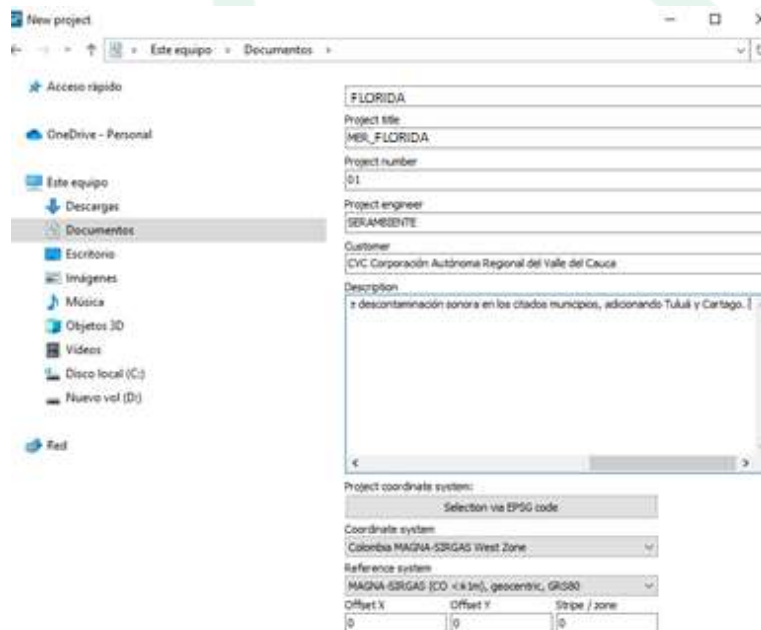 New project
Este equipo › Documentos ›
Acceso rápido
OneDrive - Personal
Este equipo
Descargas
Documentos
Escritorio
Imágenes
Música
Objetos 3D
Vídeos
Disco local (C:)
Nuevo vol (D:)
Red
FLORIDA
Project title
MER_FLORIDA
Project number
01
Project engineer
SERAMBIENTE
Customer
CVC Corporación Autónoma Regional del Valle del Cauca
Description
descontaminación sonora en los citados municipios, adicionando Tuluá y Cartago.
Project coordinate system:
Selection via EPSG code
Coordinate system
Colombia MAGNA-SIRGAS West Zone
Reference system
MAGNA-SIRGAS (CO <±1m), geocentric, GRS80
Offset X Offset Y Stripe / zone
0 0 0